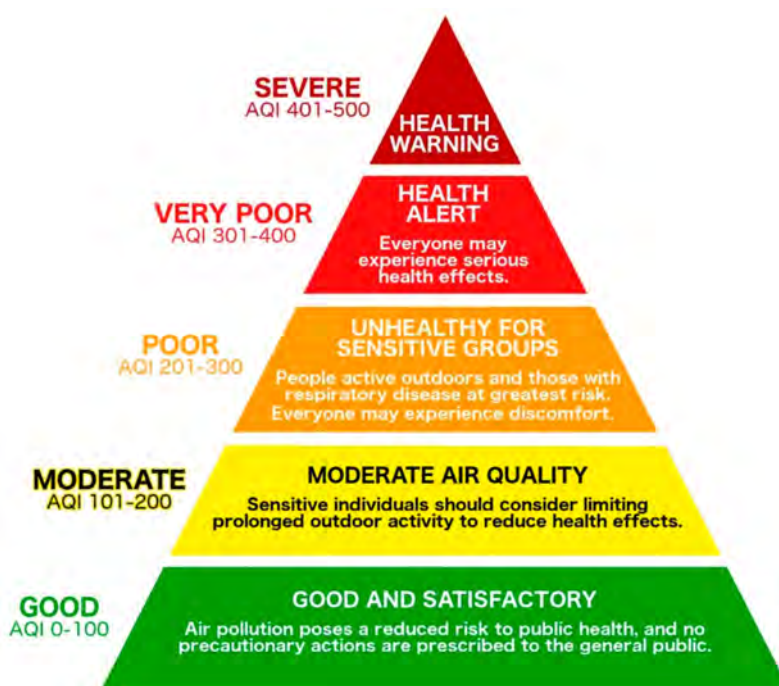 SEVERE
AQI 401-500
HEALTH
WARNING
VERY POOR
AQI 301-400
HEALTH
ALERT
Everyone may
experience serious
health effects.
POOR
AQI 201-300
UNHEALTHY FOR
SENSITIVE GROUPS
People active outdoors and those with
respiratory disease at greatest risk.
Everyone may experience discomfort.
MODERATE
AQI 101-200
MODERATE AIR QUALITY
Sensitive individuals should consider limiting
prolonged outdoor activity to reduce health effects.
GOOD
AQI 0-100
GOOD AND SATISFACTORY
Air pollution poses a reduced risk to public health, and no
precautionary actions are prescribed to the general public.